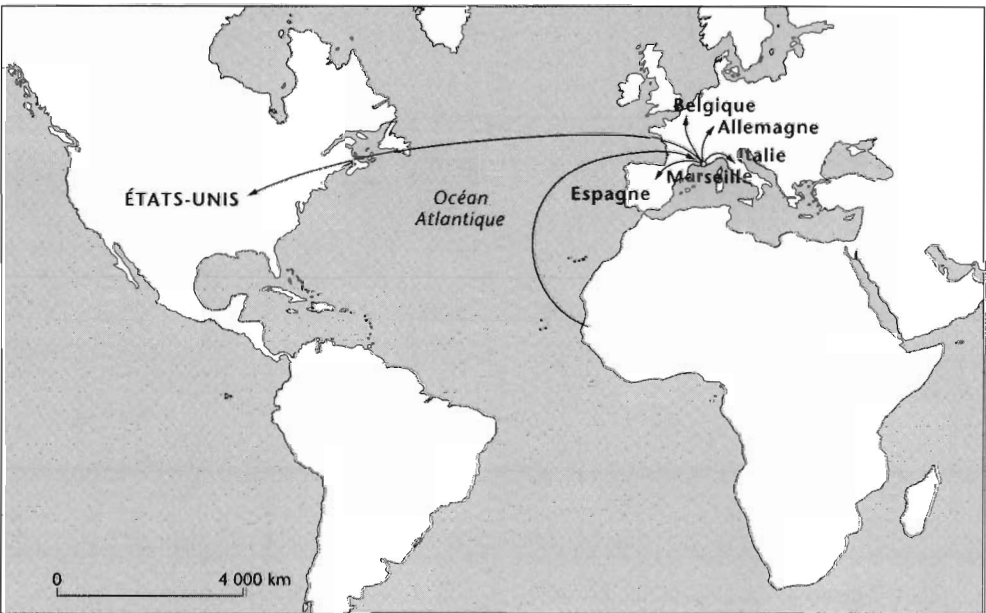 Belgique
Allemagne
Italie
Marseille
Espagne
ÉTATS-UNIS
Océan
Atlantique
0
4 000 km